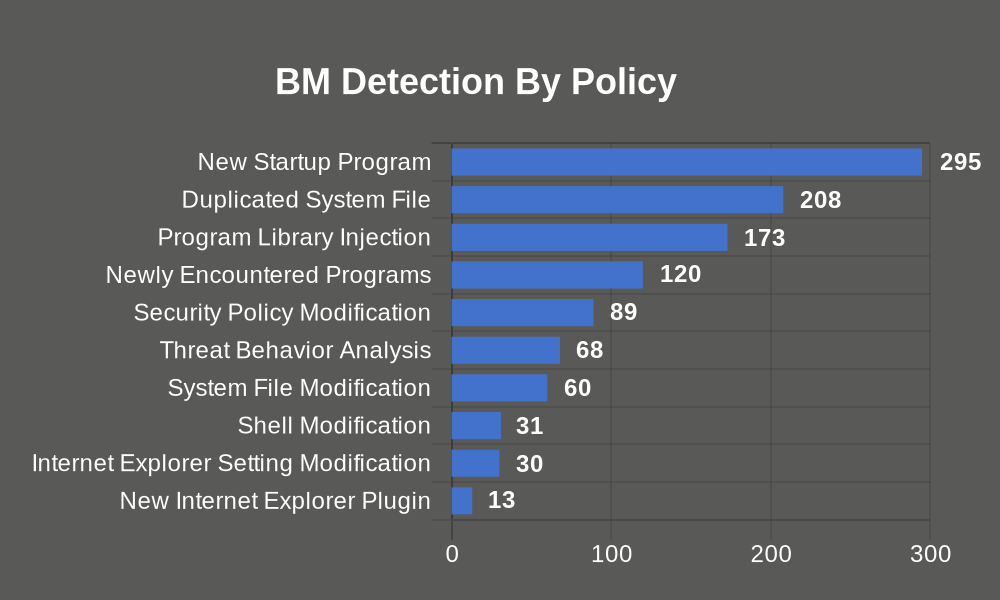 BM Detection By Policy
New Startup Program 295
Duplicated System File 208
Program Library Injection 173
Newly Encountered Programs 120
Security Policy Modification 89
Threat Behavior Analysis 68
System File Modification 60
Shell Modification 31
Internet Explorer Setting Modification 30
New Internet Explorer Plugin 13
0 100 200 300